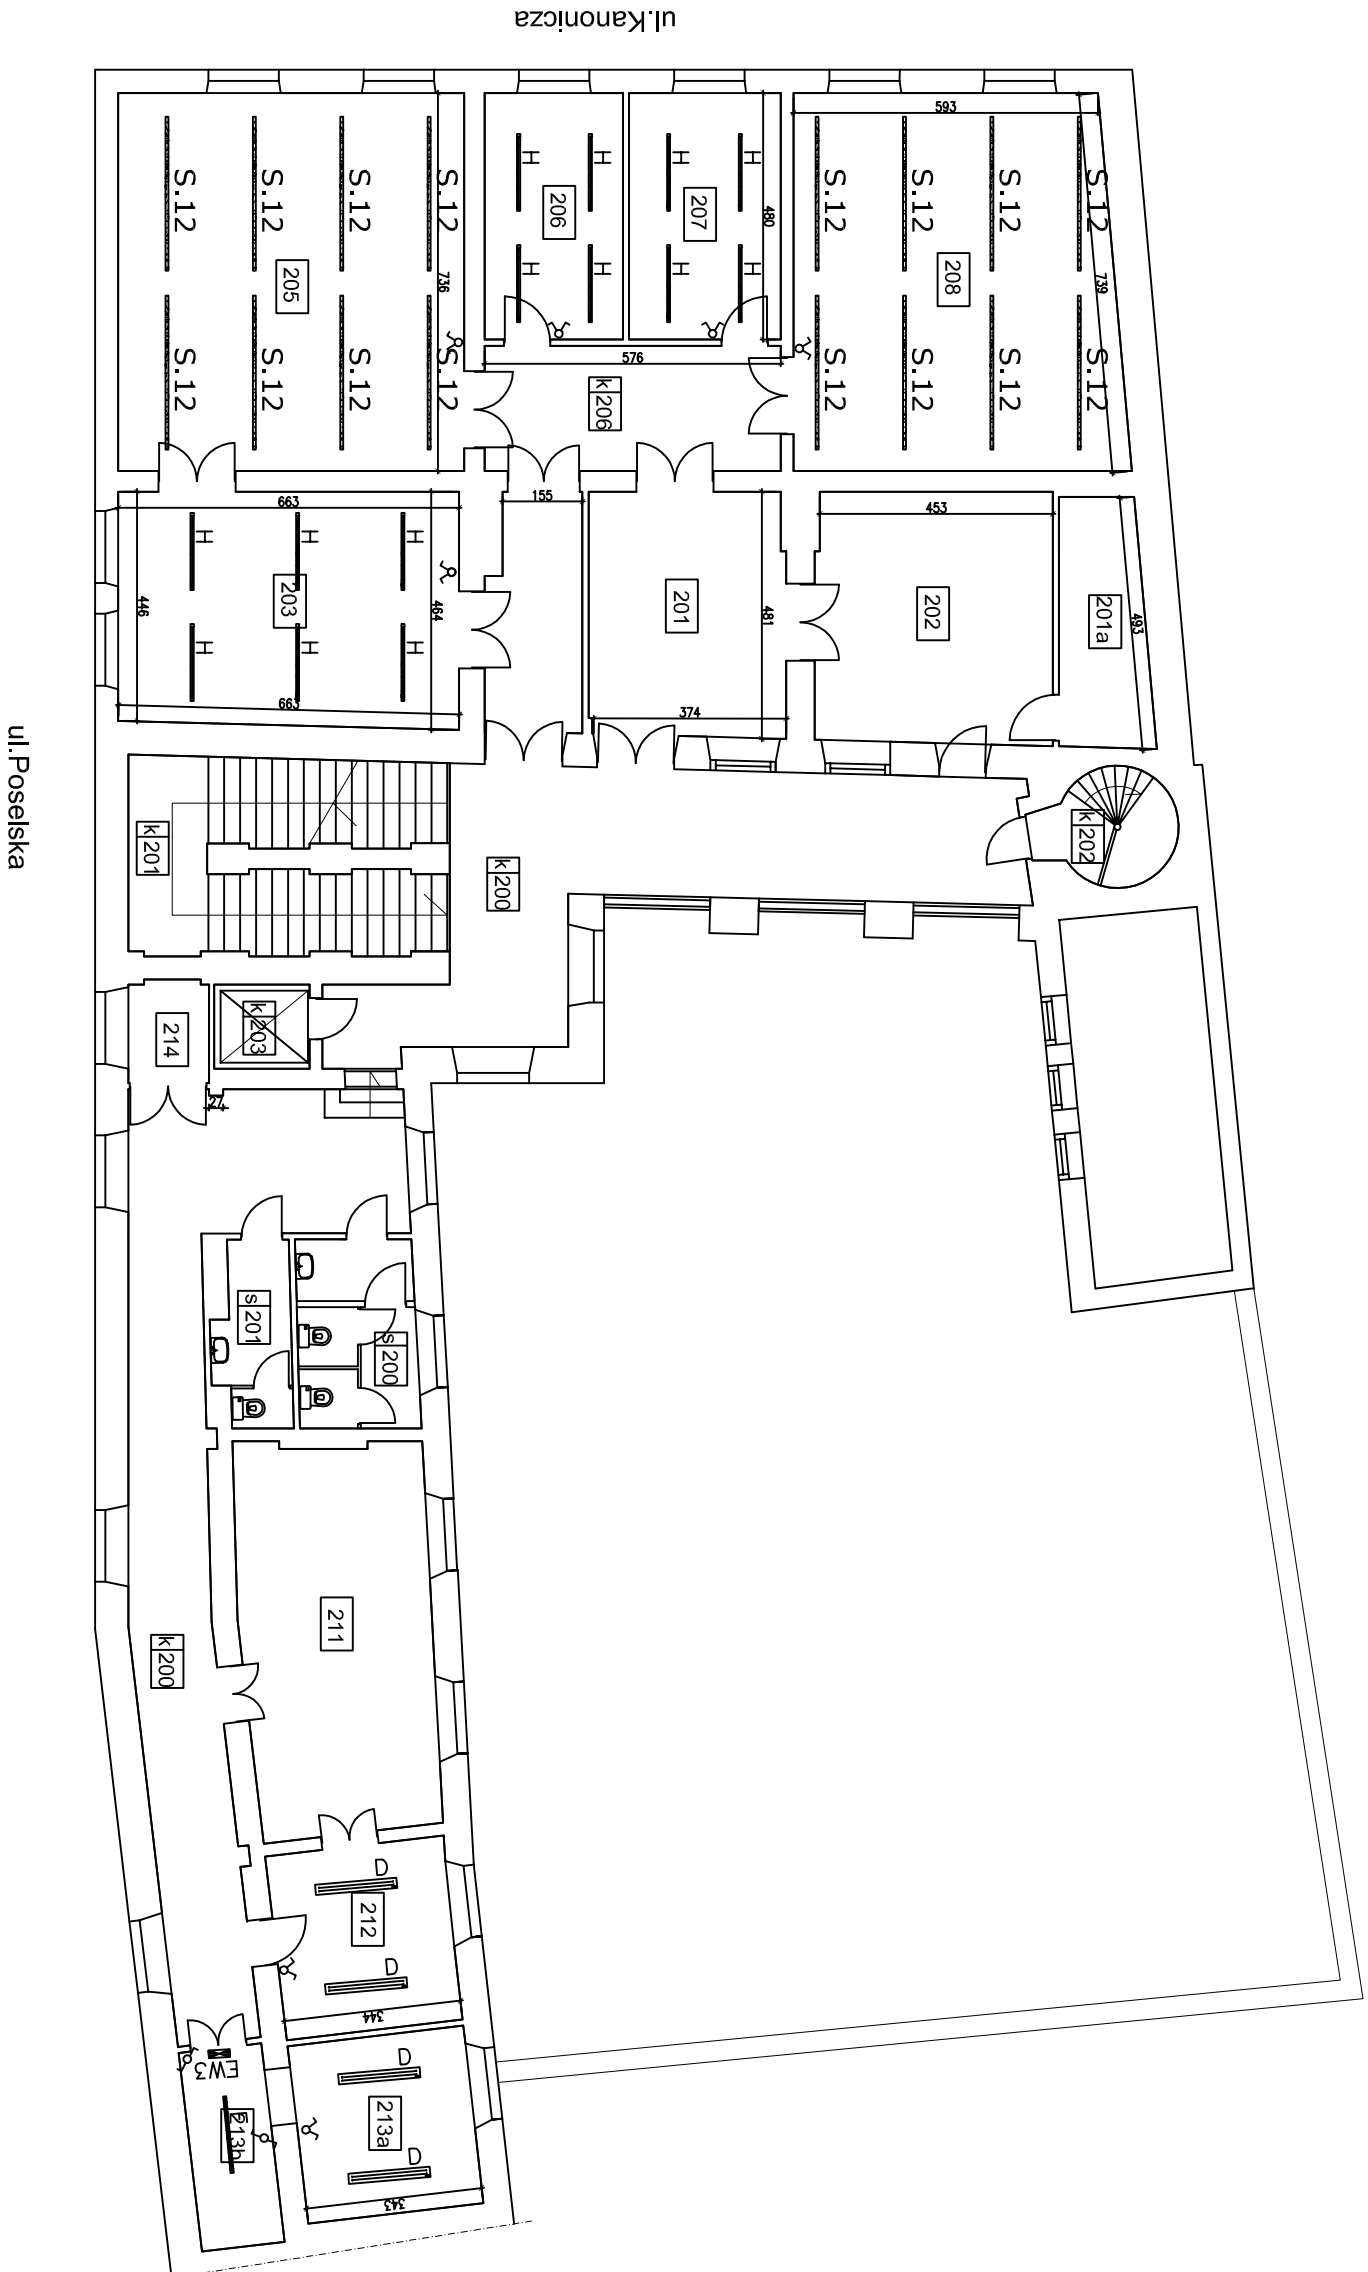 ul.Kanonicza
593
S.12
S.12
S.12
S.12
S.12
S.12
S.12
S.12
H
H
H
H
206
207
480
H
H
H
H
205
736
208
739
S.12
S.12
S.12
S.12
S.12
S.12
S.12
S.12
576
k 206
663
155
453
H
H
H
203
446
464
201
481
202
201a
493
H
H
H
663
374
ul.Poselska
k 201
k 200
k 202
214
k 203
27
s 201
s 200
211
k 200
D
212
D
344
EW3
D
213a
213b
D
343